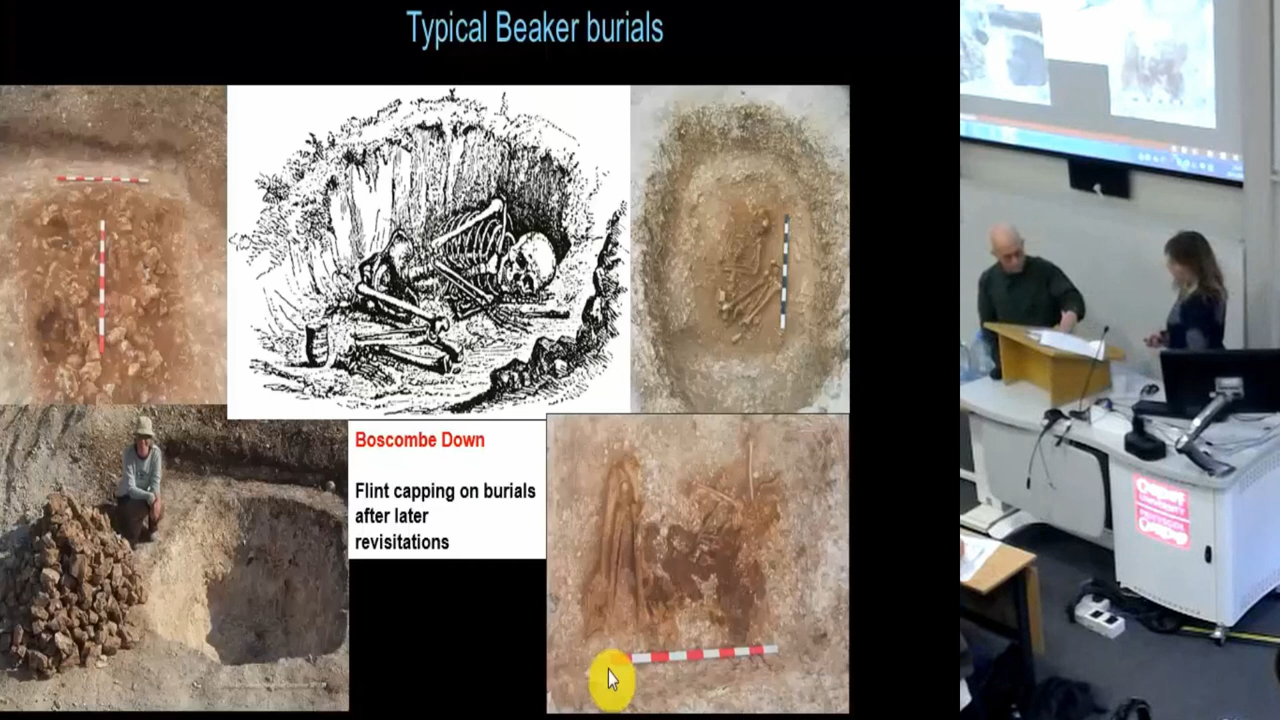 Typical Beaker burials
Boscombe Down
Flint capping on burials
after later
revisitations